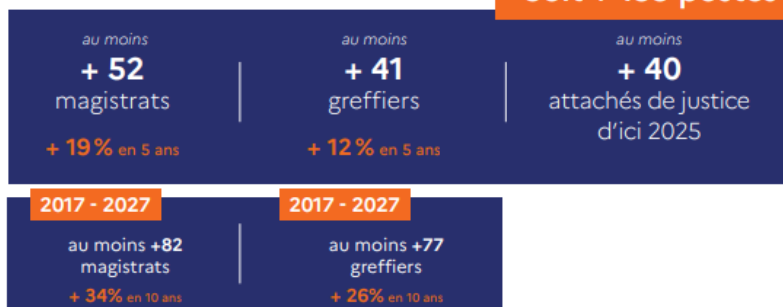 au moins
+ 52
magistrats
+ 19% en 5 ans
au moins
+ 41
greffiers
+ 12% en 5 ans
au moins
+ 40
attachés de justice
d'ici 2025
2017 - 2027
au moins +82
magistrats
+ 34% en 10 ans
2017 - 2027
au moins +77
greffiers
+ 26% en 10 ans